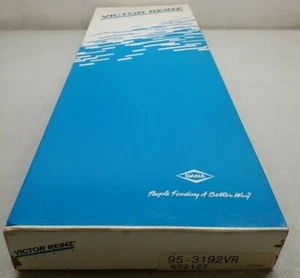 VICTOR REINZ
DANA
People Finding A Better Way®
VICTOR REINZ
95-3192VR